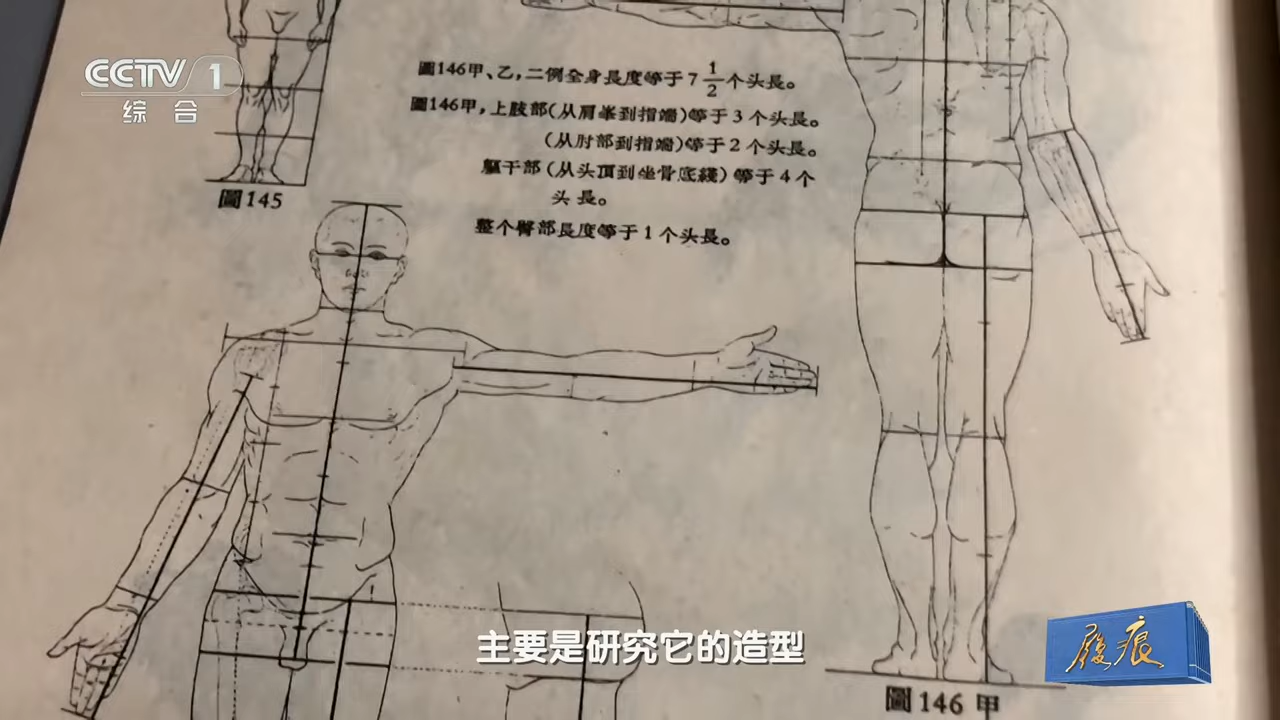 CCTV 1
综合
圖146甲、乙,二例全身長度等于7 1/2 个头長。
圖146甲,上肢部(从肩峯到指端)等于3个头長。
(从肘部到指端)等于2个头長。
軀干部(从头頂到坐骨底綫)等于4个
头長。
整个臀部長度等于1个头長。
圖145
主要是研究它的造型
履痕
圖146 甲